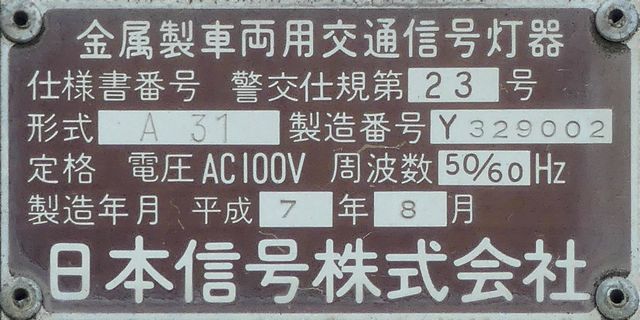 金属製車両用交通信号灯器
仕様書番号 警交仕規第 23 号
形式 A 31 製造番号 Y 329002
定格 電圧 AC100V 周波数 50/60 Hz
製造年月 平成 7 年 8 月
日本信号株式会社